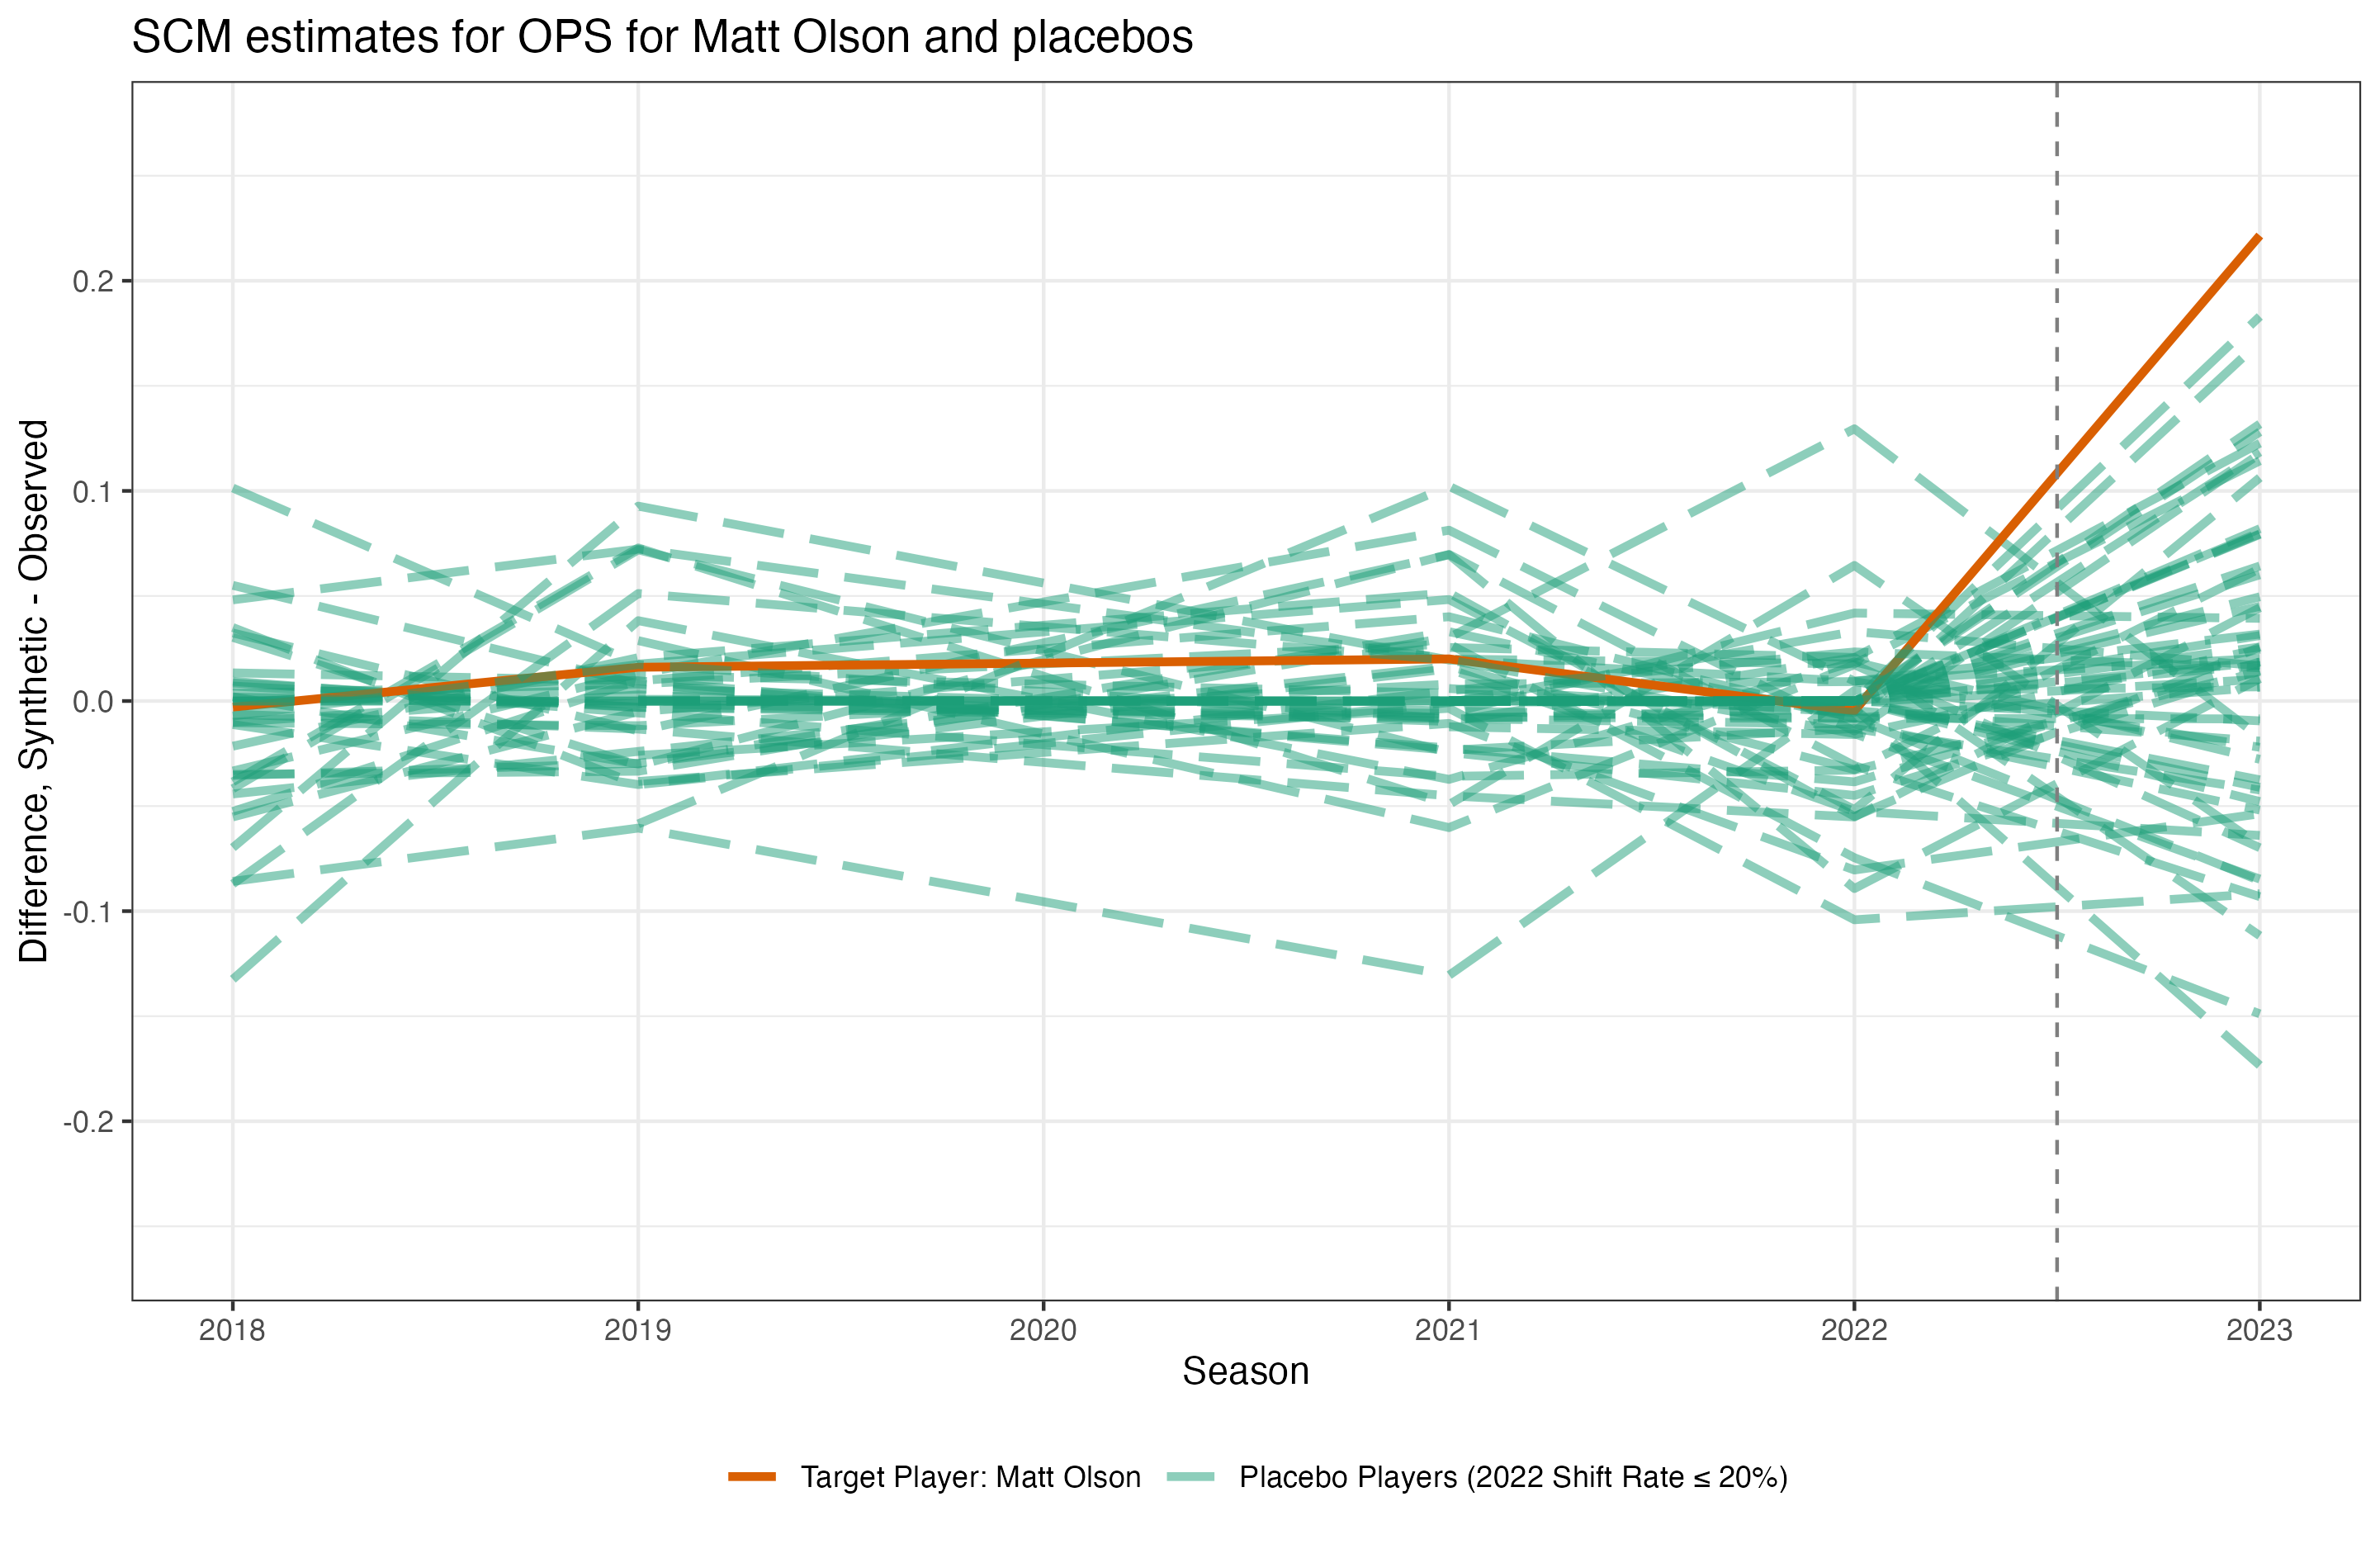 SCM estimates for OPS for Matt Olson and placebos
Difference, Synthetic - Observed
0.2
0.1
0.0
-0.1
-0.2
2018 2019 2020 2021 2022 2023
Season
Target Player: Matt Olson Placebo Players (2022 Shift Rate ≤ 20%)